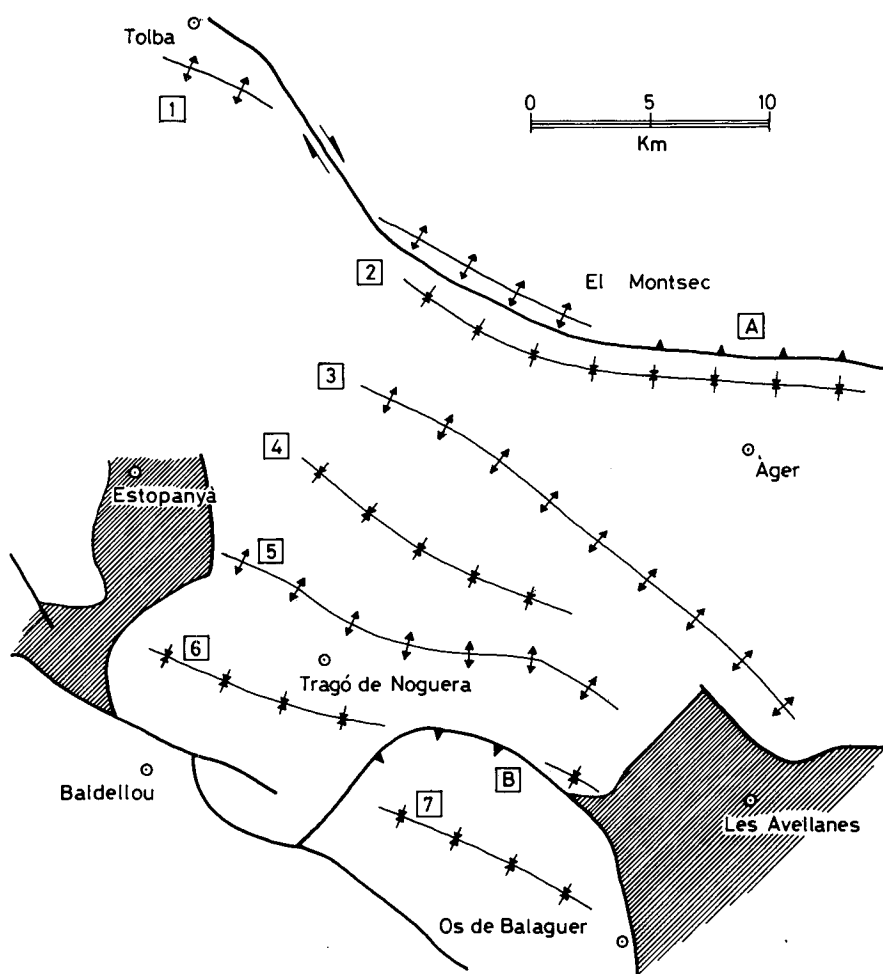 Tolba
1
0 5 10
Km
2
El Montsec
A
3
4
Àger
Estopanyà
5
6
Tragó de Noguera
B
Baldellou
7
Les Avellanes
Os de Balaguer